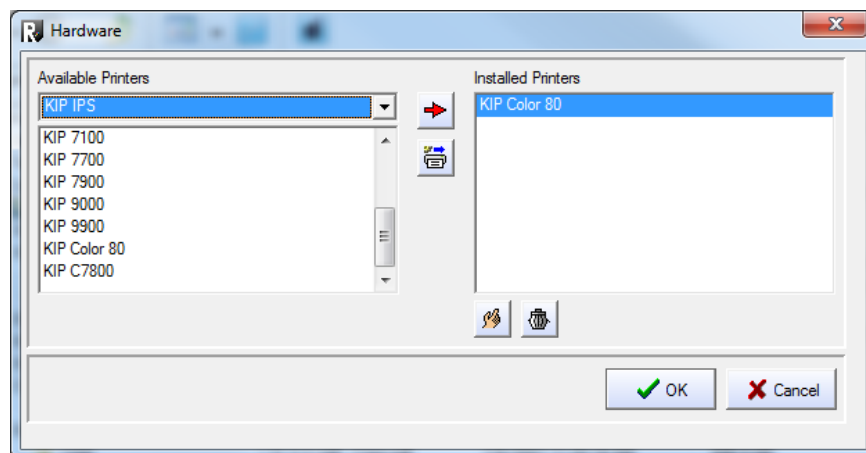 Hardware
Available Printers
KIP IPS
KIP 7100
KIP 7700
KIP 7900
KIP 9000
KIP 9900
KIP Color 80
KIP C7800
Installed Printers
KIP Color 80
OK
Cancel